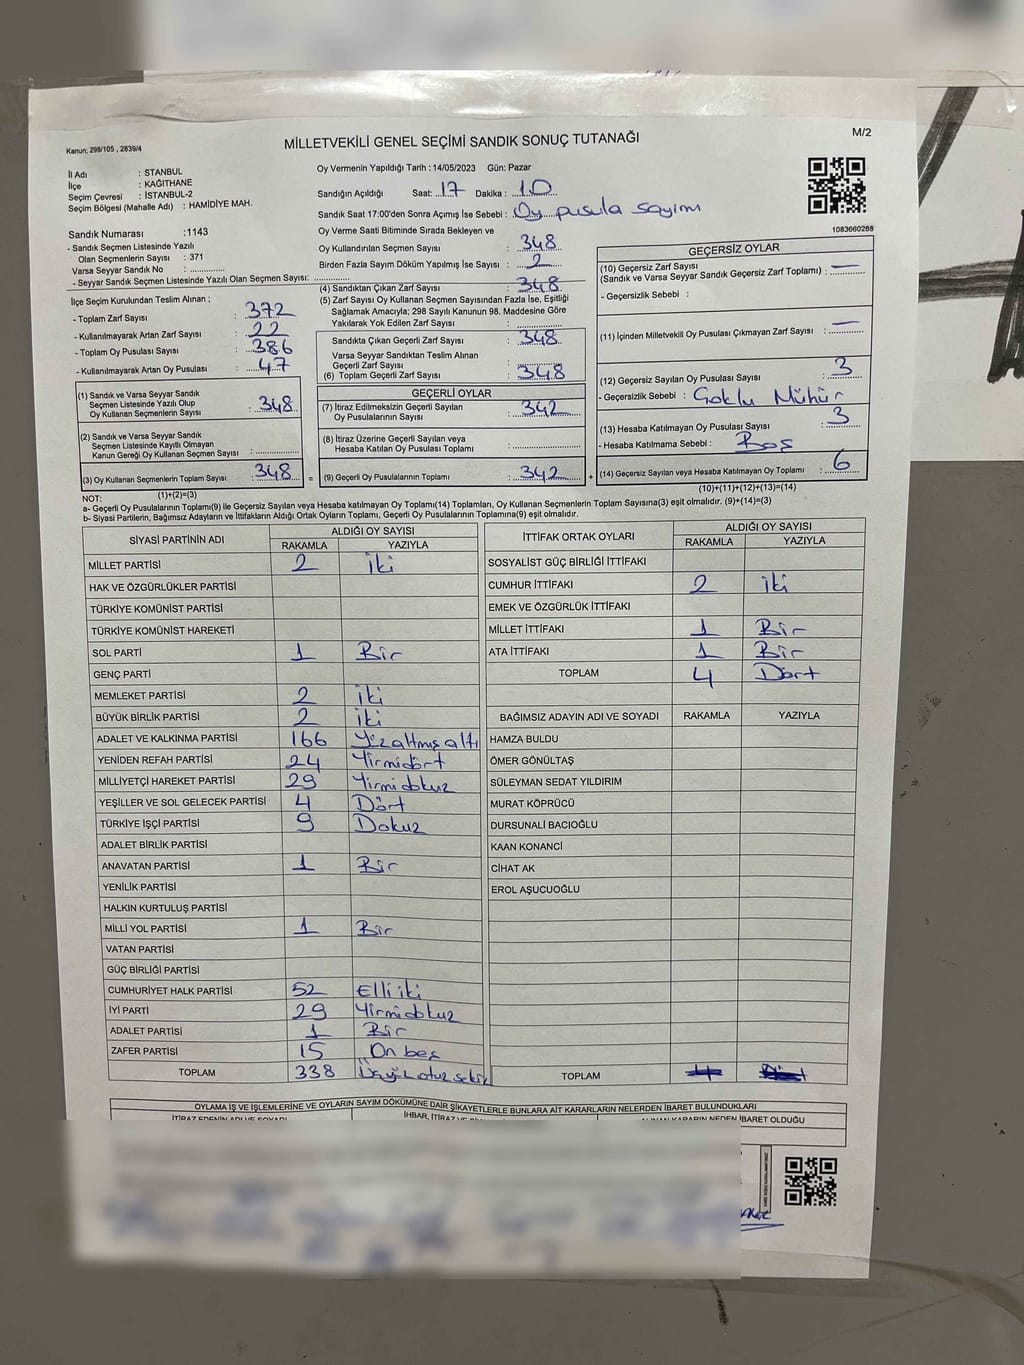 M/2
MİLLETVEKİLİ GENEL SEÇİMİ SANDIK SONUÇ TUTANAĞI
Kanun: 298/105 , 2839/4
İl Adı : İSTANBUL
İlçe : KAĞITHANE
Seçim Çevresi : İSTANBUL-2
Seçim Bölgesi (Mahalle Adı) : HAMİDİYE MAH.
Sandık Numarası :1143
- Sandık Seçmen Listesinde Yazılı
Olan Seçmenlerin Sayısı : 371
Varsa Seyyar Sandık No : ..............
- Seyyar Sandık Seçmen Listesinde Yazılı Olan Seçmen Sayısı: ..............
Oy Vermenin Yapıldığı Tarih : 14/05/2023 Gün: Pazar
Sandığın Açıldığı Saat: 17 Dakika : 10
Sandık Saat 17:00'den Sonra Açımış İse Sebebi : Oy pusula sayımı
Oy Verme Saati Bitiminde Sırada Bekleyen ve
Oy Kullandırılan Seçmen Sayısı : 348
Birden Fazla Sayım Döküm Yapılmış İse Sayısı : 2
(4) Sandıktan Çıkan Zarf Sayısı : 348
(5) Zarf Sayısı Oy Kullanan Seçmen Sayısından Fazla İse, Eşitliği
Sağlamak Amacıyla; 298 Sayılı Kanunun 98. Maddesine Göre
Yakılarak Yok Edilen Zarf Sayısı : ..............
Sandıkta Çıkan Geçerli Zarf Sayısı : 348
Varsa Seyyar Sandıktan Teslim Alınan
Geçerli Zarf Sayısı : ..............
(6) Toplam Geçerli Zarf Sayısı : 348
İlçe Seçim Kurulundan Teslim Alınan ;
- Toplam Zarf Sayısı : 372
- Kullanılmayarak Artan Zarf Sayısı : 22
- Toplam Oy Pusulası Sayısı : 386
- Kullanılmayarak Artan Oy Pusulası : 47
(1) Sandık ve Varsa Seyyar Sandık
Seçmen Listesinde Yazılı Olup
Oy Kullanan Seçmenlerin Sayısı : 348
(2) Sandık ve Varsa Seyyar Sandık
Seçmen Listesinde Kayıtlı Olmayan
Kanun Gereği Oy Kullanan Seçmen Sayısı : ..............
(3) Oy Kullanan Seçmenlerin Toplam Sayısı : 348
(1)+(2)=(3)
GEÇERLİ OYLAR
(7) İtiraz Edilmeksizin Geçerli Sayılan
Oy Pusulalarının Sayısı : 342
(8) İtiraz Üzerine Geçerli Sayılan veya
Hesaba Katılan Oy Pusulası Toplamı : ..............
= (9) Geçerli Oy Pusulalarının Toplamı : 342 +
1083660288
GEÇERSİZ OYLAR
(10) Geçersiz Zarf Sayısı
(Sandık ve Varsa Seyyar Sandık Geçersiz Zarf Toplamı) : —
- Geçersizlik Sebebi :
(11) İçinden Milletvekili Oy Pusulası Çıkmayan Zarf Sayısı : —
(12) Geçersiz Sayılan Oy Pusulası Sayısı : 3
- Geçersizlik Sebebi : Çoklu Mühür
(13) Hesaba Katılmayan Oy Pusulası Sayısı : 3
- Hesaba Katılmama Sebebi : Boş
(14) Geçersiz Sayılan veya Hesaba Katılmayan Oy Toplamı : 6
(10)+(11)+(12)+(13)=(14)
NOT:
a- Geçerli Oy Pusulasının Toplamı(9) ile Geçersiz Sayılan veya Hesaba katılmayan Oy Toplamı(14) Toplamları, Oy Kullanan Seçmenlerin Toplam Sayısına(3) eşit olmalıdır. (9)+(14)=(3)
b- Siyasi Partilerin, Bağımsız Adayların ve İttifakların Aldığı Ortak Oyların Toplamı, Geçerli Oy Pusulalarının Toplamına(9) eşit olmalıdır.
SİYASİ PARTİNİN ADI ALDIĞI OY SAYISI
RAKAMLA YAZIYLA
MİLLET PARTİSİ 2 iki
HAK VE ÖZGÜRLÜKLER PARTİSİ
TÜRKİYE KOMÜNİST PARTİSİ
TÜRKİYE KOMÜNİST HAREKETİ
SOL PARTİ 1 Bir
GENÇ PARTİ
MEMLEKET PARTİSİ 2 iki
BÜYÜK BİRLİK PARTİSİ 2 iki
ADALET VE KALKINMA PARTİSİ 166 Yüzaltmış altı
YENİDEN REFAH PARTİSİ 24 Yirmidört
MİLLİYETÇİ HAREKET PARTİSİ 29 Yirmidokuz
YEŞİLLER VE SOL GELECEK PARTİSİ 4 Dört
TÜRKİYE İŞÇİ PARTİSİ 9 Dokuz
ADALET BİRLİK PARTİSİ
ANAVATAN PARTİSİ 1 Bir
YENİLİK PARTİSİ
HALKIN KURTULUŞ PARTİSİ
MİLLİ YOL PARTİSİ 1 Bir
VATAN PARTİSİ
GÜÇ BİRLİĞİ PARTİSİ
CUMHURİYET HALK PARTİSİ 52 Elli iki
İYİ PARTİ 29 Yirmidokuz
ADALET PARTİSİ 1 Bir
ZAFER PARTİSİ 15 On beş
TOPLAM 338 Üçyüz otuz sekiz
İTTİFAK ORTAK OYLARI ALDIĞI OY SAYISI
RAKAMLA YAZIYLA
SOSYALİST GÜÇ BİRLİĞİ İTTİFAKI
CUMHUR İTTİFAKI 2 iki
EMEK VE ÖZGÜRLÜK İTTİFAKI
MİLLET İTTİFAKI 1 Bir
ATA İTTİFAKI 1 Bir
TOPLAM 4 Dört
BAĞIMSIZ ADAYIN ADI VE SOYADI RAKAMLA YAZIYLA
HAMZA BULDU
ÖMER GÖNÜLTAŞ
SÜLEYMAN SEDAT YILDIRIM
MURAT KÖPRÜCÜ
DURSUNALİ BACIOĞLU
KAAN KONANCİ
CİHAT AK
EROL AŞUCUOĞLU
TOPLAM
OYLAMA İŞ VE İŞLEMLERİNE VE OYLARIN SAYIM DÖKÜMÜNE DAİR ŞİKAYETLERLE BUNLARA AİT KARARLARIN NELERDEN İBARET BULUNDUKLARI